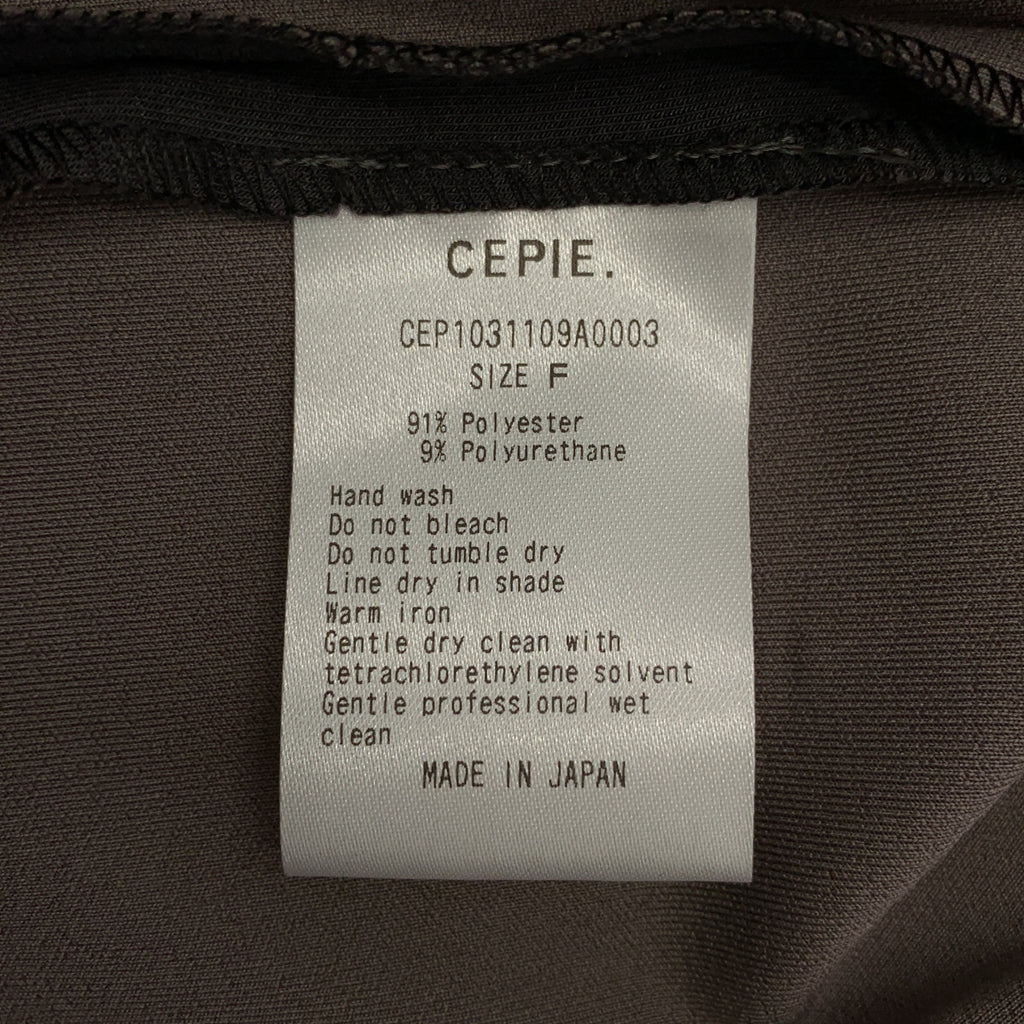 CEPIE.
CEP1031109A0003
SIZE F
91% Polyester
9% Polyurethane
Hand wash
Do not bleach
Do not tumble dry
Line dry in shade
Warm iron
Gentle dry clean with
tetrachlorethylene solvent
Gentle professional wet
clean
MADE IN JAPAN